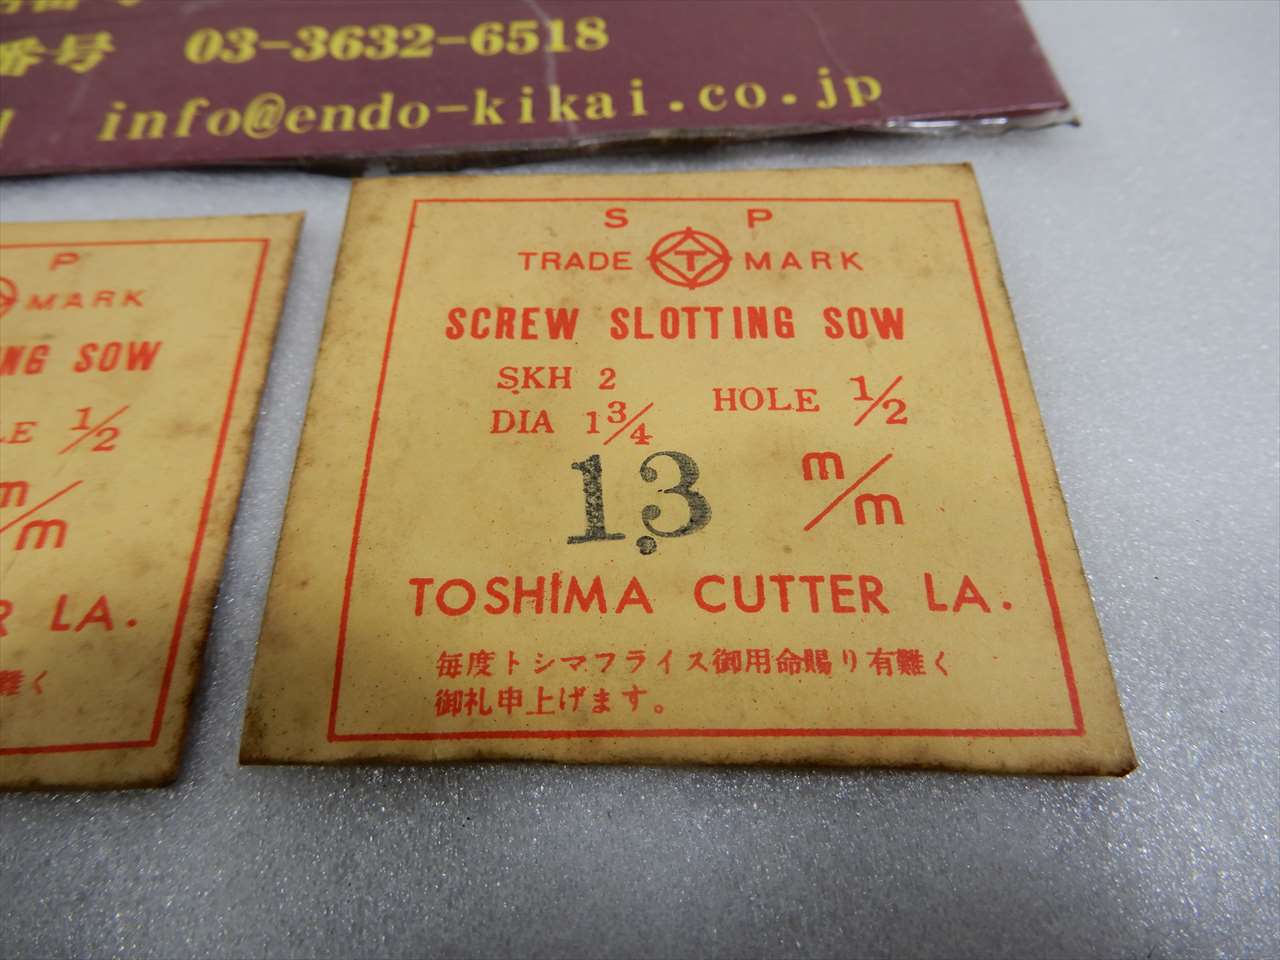 番号 03-3632-6518
info@endo-kikai.co.jp
P
MARK
NG SOW
LE 1/2
m/m
R LA.
難く
S P
TRADE T MARK
SCREW SLOTTING SOW
SKH 2
DIA 1 3/4
HOLE 1/2
1.3 m/m
TOSHIMA CUTTER LA.
毎度トシマフライス御用命賜り有難く
御礼申上げます。